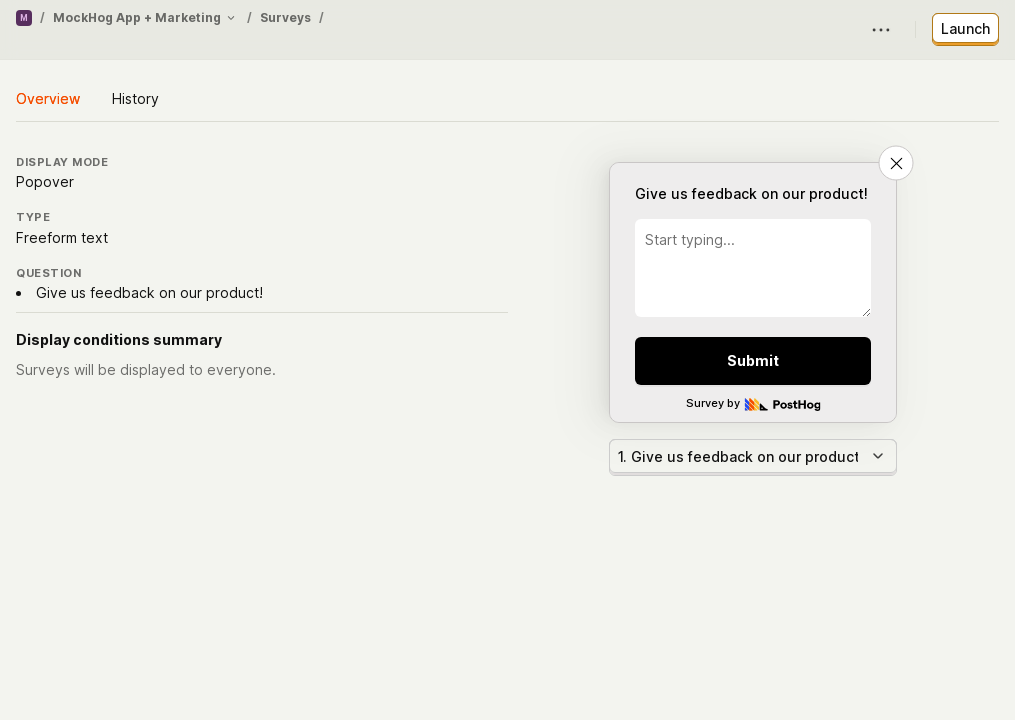 M / MockHog App + Marketing / Surveys /
Launch
Overview History
DISPLAY MODE
Popover
TYPE
Freeform text
QUESTION
• Give us feedback on our product!
Display conditions summary
Surveys will be displayed to everyone.
Give us feedback on our product!
Start typing...
Submit
Survey by PostHog
1. Give us feedback on our product